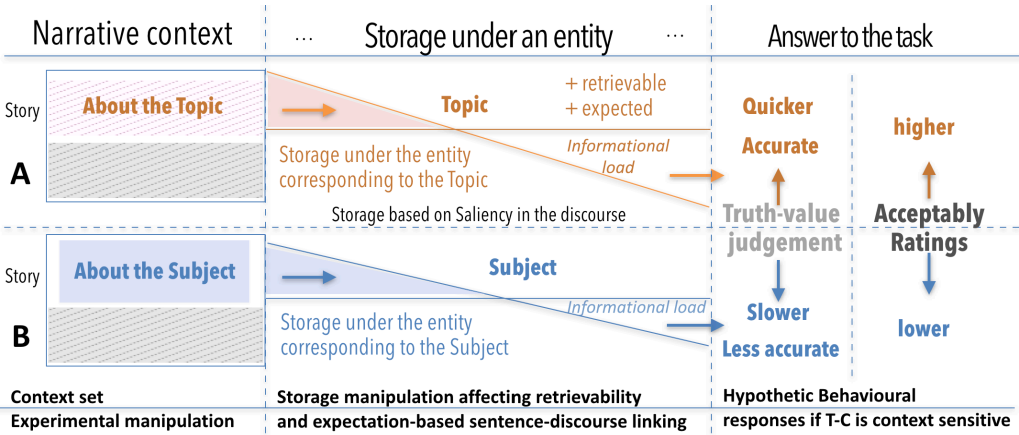 Narrative context
... Storage under an entity ...
Answer to the task
Story
About the Topic
A
Topic
+ retrievable
+ expected
Storage under the entity
corresponding to the Topic
Informational
load
Storage based on Saliency in the discourse
Quicker
Accurate
higher
Truth-value
judgement
Acceptably
Ratings
Story
About the Subject
B
Subject
Storage under the entity
corresponding to the Subject
Informational load
Slower
Less accurate
lower
Context set
Experimental manipulation
Storage manipulation affecting retrievability
and expectation-based sentence-discourse linking
Hypothetic Behavioural
responses if T-C is context sensitive